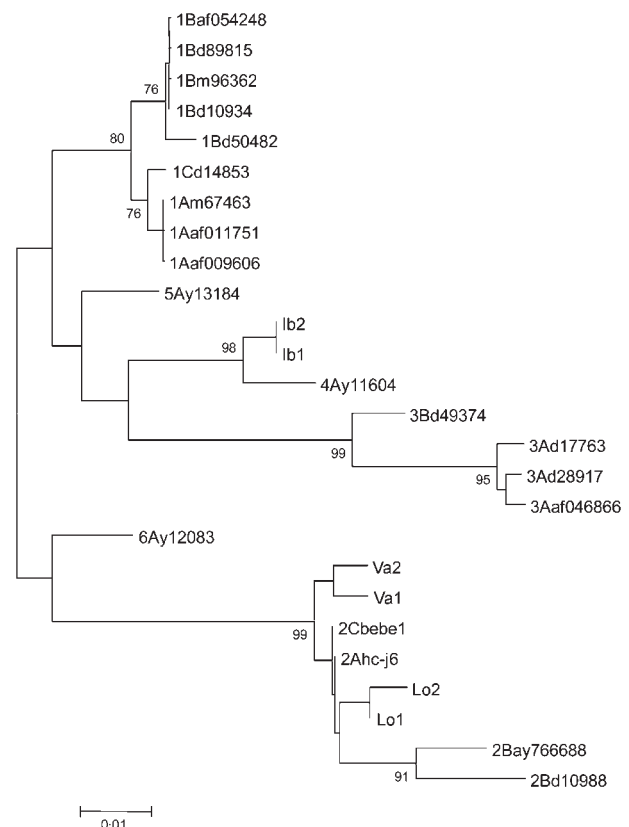 1Baf054248
1Bd89815
76
1Bm96362
1Bd10934
80
1Bd50482
1Cd14853
1Am67463
76
1Aaf011751
1Aaf009606
5Ay13184
Ib2
98
Ib1
4Ay11604
3Bd49374
3Ad17763
99
95
3Ad28917
3Aaf046866
6Ay12083
Va2
Va1
99
2Cbebe1
2Ahc-j6
Lo2
Lo1
2Bay766688
91
2Bd10988
0·01